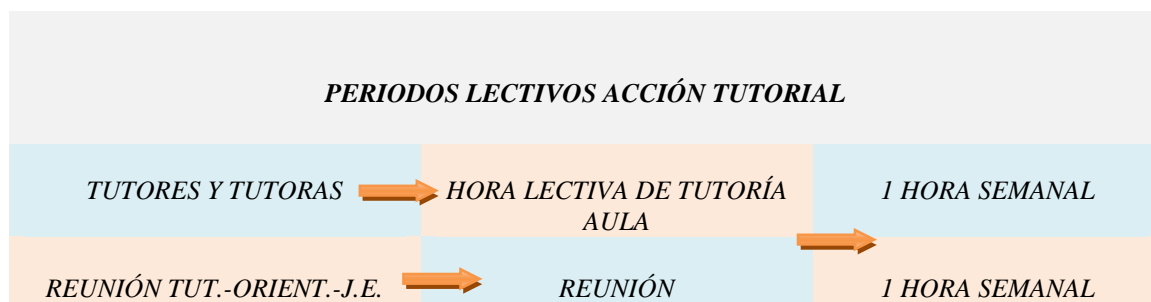 PERIODOS LECTIVOS ACCIÓN TUTORIAL
TUTORES Y TUTORAS HORA LECTIVA DE TUTORÍA 1 HORA SEMANAL
AULA
REUNIÓN TUT.-ORIENT.-J.E. REUNIÓN 1 HORA SEMANAL